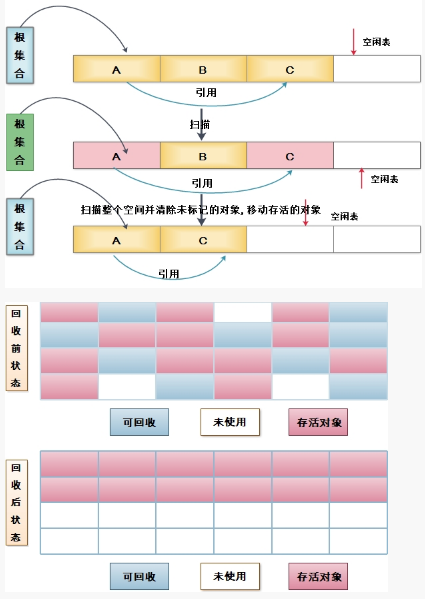 根集合
空闲表
A B C
引用
扫描
根集合
A B C
引用
空闲表
根集合
扫描整个空间并清除未标记的对象,移动存活的对象
空闲表
A C
引用
回收前状态
可回收 未使用 存活对象
回收后状态
可回收 未使用 存活对象